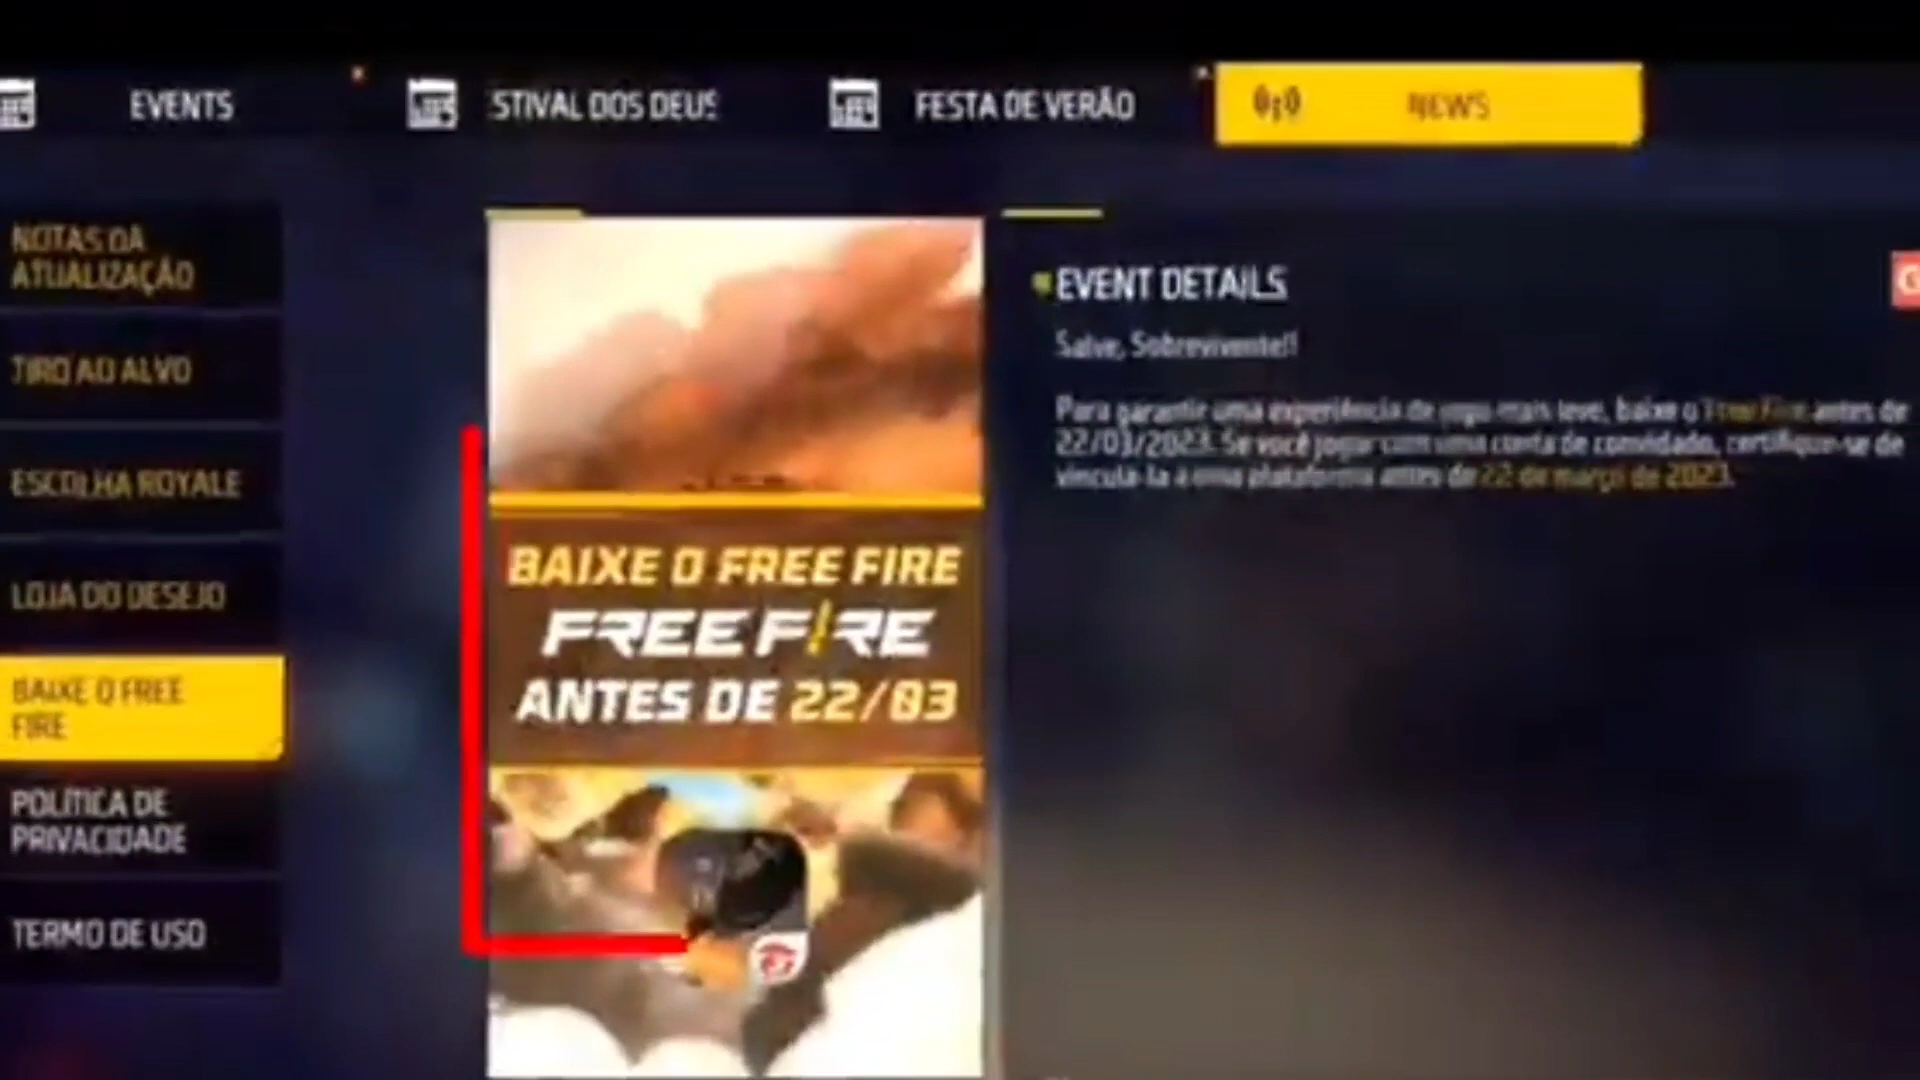 EVENTS
STIVAL DOS DEUS
FESTA DE VERÃO
NEWS
NOTAS DA
ATUALIZAÇÃO
TIRO AO ALVO
ESCOLHA ROYALE
LOJA DO DESEJO
BAIXE O FREE
FIRE
POLÍTICA DE
PRIVACIDADE
TERMO DE USO
BAIXE O FREE FIRE
FREE FIRE
ANTES DE 22/03
EVENT DETAILS
Salve, Sobrevivente!!
Para garantir uma experiência de jogo mais leve, baixe o Free Fire antes de
22/03/2023. Se você jogar com uma conta de convidado, certifique-se de
vincula-la a uma plataforma antes de 22 de março de 2023.